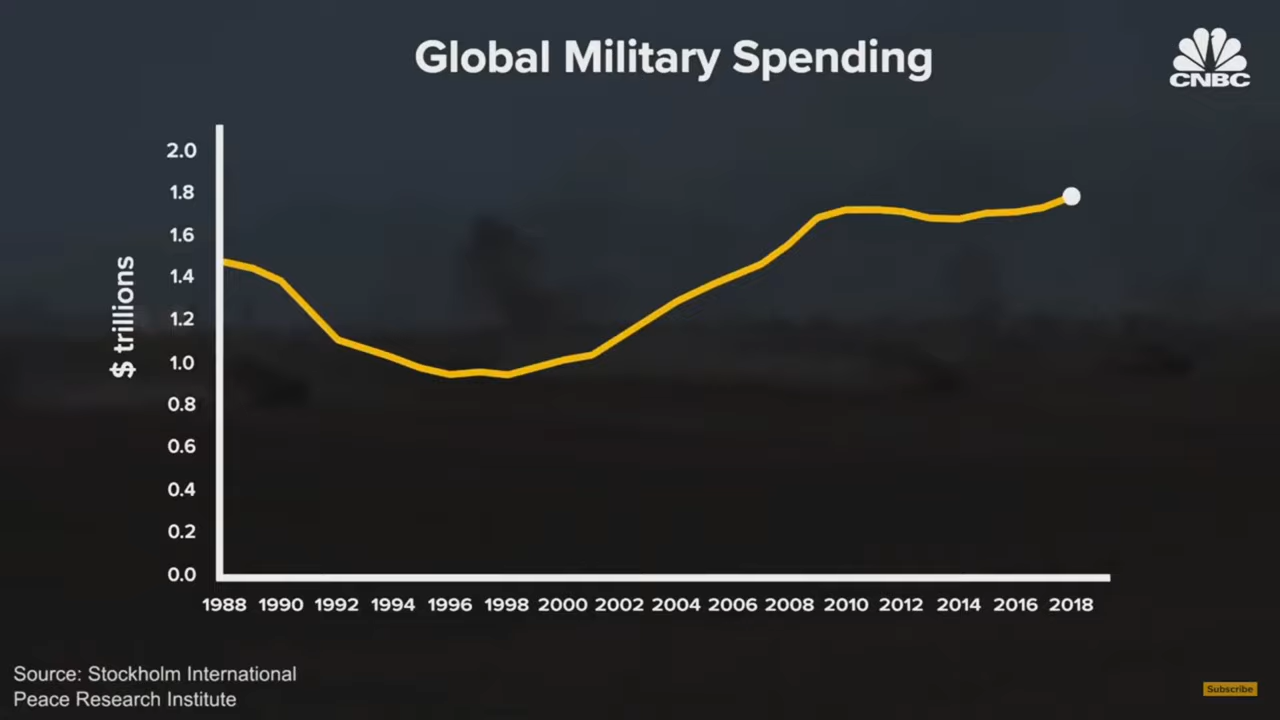 Global Military Spending
CNBC
$ trillions
2.0
1.8
1.6
1.4
1.2
1.0
0.8
0.6
0.4
0.2
0.0
1988 1990 1992 1994 1996 1998 2000 2002 2004 2006 2008 2010 2012 2014 2016 2018
Source: Stockholm International
Peace Research Institute
Subscribe